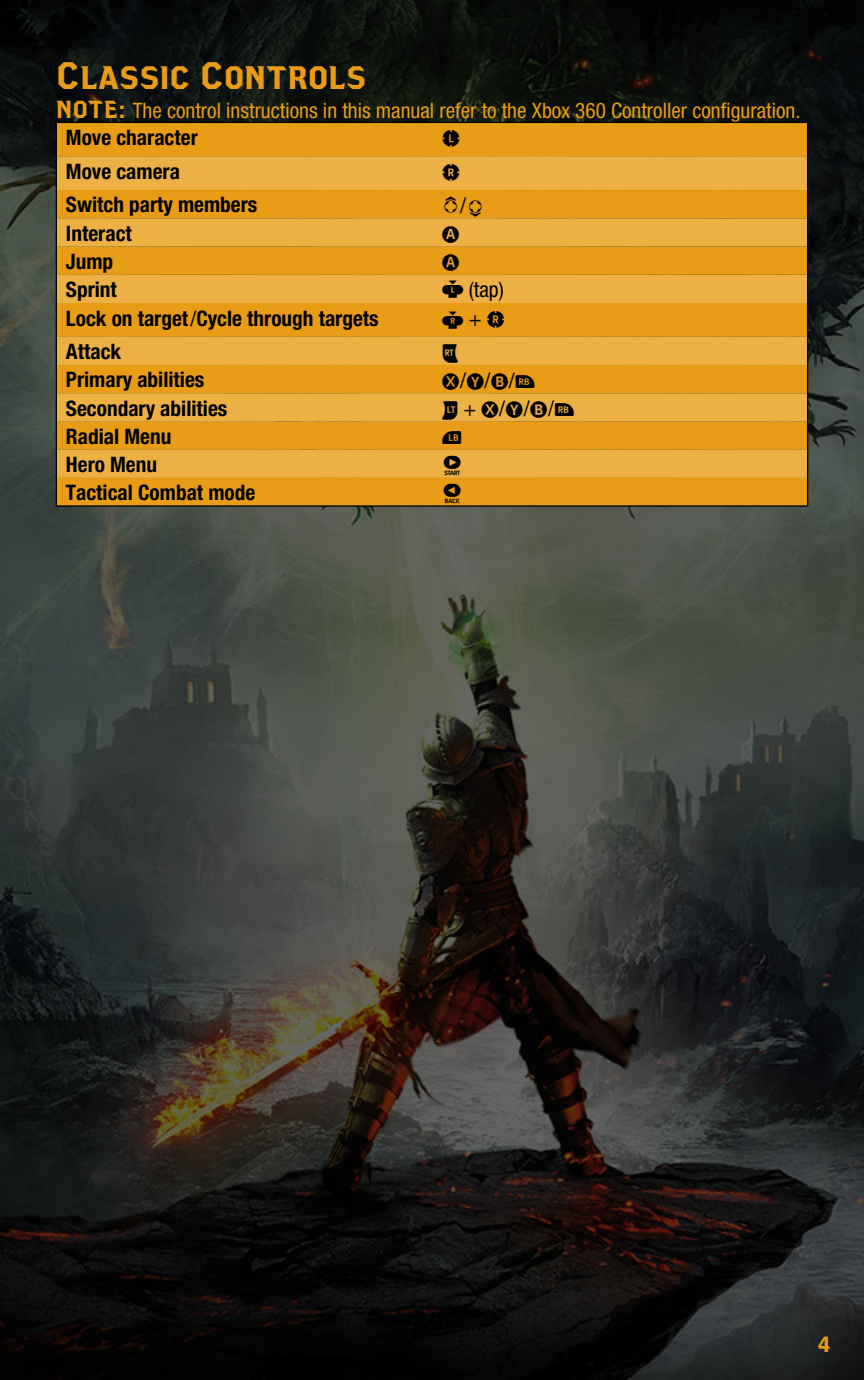 Classic Controls
NOTE: The control instructions in this manual refer to the Xbox 360 Controller configuration.
Move character L
Move camera R
Switch party members /
Interact A
Jump A
Sprint L (tap)
Lock on target/Cycle through targets R + R
Attack RT
Primary abilities X/Y/B/RB
Secondary abilities LT + X/Y/B/RB
Radial Menu LB
Hero Menu START
Tactical Combat mode BACK
4